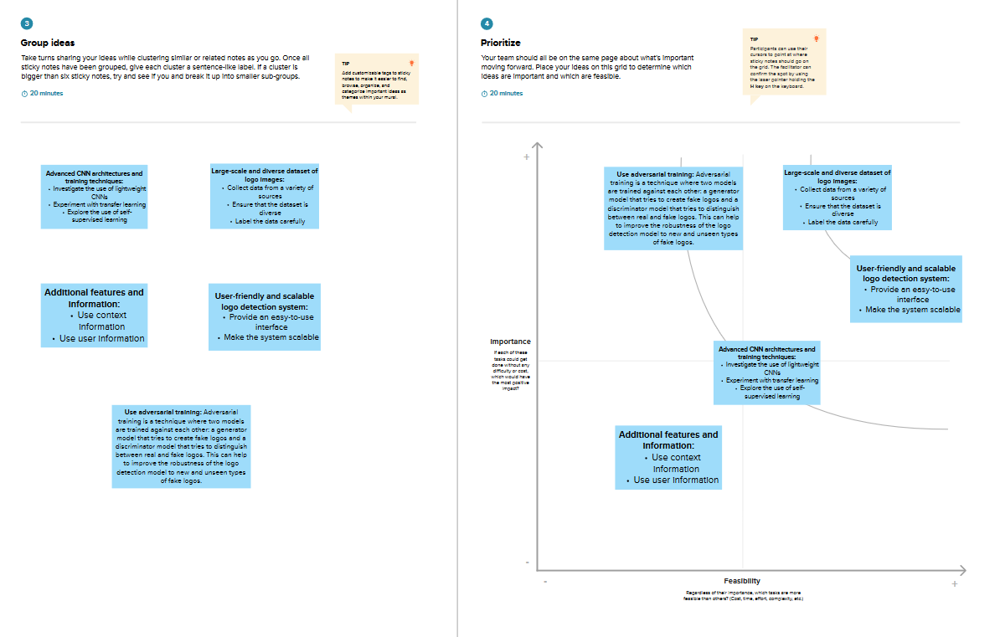 3
Group ideas
Take turns sharing your ideas while clustering similar or related notes as you go. Once all
sticky notes have been grouped, give each cluster a sentence-like label. If a cluster is
bigger than six sticky notes, try and see if you and break it up into smaller sub-groups.
20 minutes
TIP
Add customizable tags to sticky
notes to make it easier to find,
browse, organize, and
categorize important ideas as
themes within your mural.
Advanced CNN architectures and
training techniques:
• Investigate the use of lightweight
CNNs
• Experiment with transfer learning
• Explore the use of self-
supervised learning
Large-scale and diverse dataset of
logo images:
• Collect data from a variety of
sources
• Ensure that the dataset is
diverse
• Label the data carefully
Additional features and
information:
• Use context
information
• Use user information
User-friendly and scalable
logo detection system:
• Provide an easy-to-use
interface
• Make the system scalable
Use adversarial training: Adversarial
training is a technique where two models
are trained against each other: a generator
model that tries to create fake logos and a
discriminator model that tries to distinguish
between real and fake logos. This can help
to improve the robustness of the logo
detection model to new and unseen types
of fake logos.
4
Prioritize
Your team should all be on the same page about what's important
moving forward. Place your ideas on this grid to determine which
ideas are important and which are feasible.
20 minutes
TIP
Participants can use their
cursors to point at where
sticky notes should go on
the grid. The facilitator can
confirm the spot by using
the laser pointer holding the
H key on the keyboard.
+
Use adversarial training: Adversarial
training is a technique where two models
are trained against each other: a generator
model that tries to create fake logos and a
discriminator model that tries to distinguish
between real and fake logos. This can help
to improve the robustness of the logo
detection model to new and unseen types
of fake logos.
Large-scale and diverse dataset of
logo images:
• Collect data from a variety of
sources
• Ensure that the dataset is
diverse
• Label the data carefully
User-friendly and scalable
logo detection system:
• Provide an easy-to-use
interface
• Make the system scalable
Importance
If each of these
tasks could get
done without any
difficulty or cost,
which would have
the most positive
impact?
Advanced CNN architectures and
training techniques:
• Investigate the use of lightweight
CNNs
• Experiment with transfer learning
• Explore the use of self-
supervised learning
Additional features and
information:
• Use context
information
• Use user information
-
-
Feasibility
+
Regardless of their importance, which tasks are more
feasible than others? (Cost, time, effort, complexity, etc.)